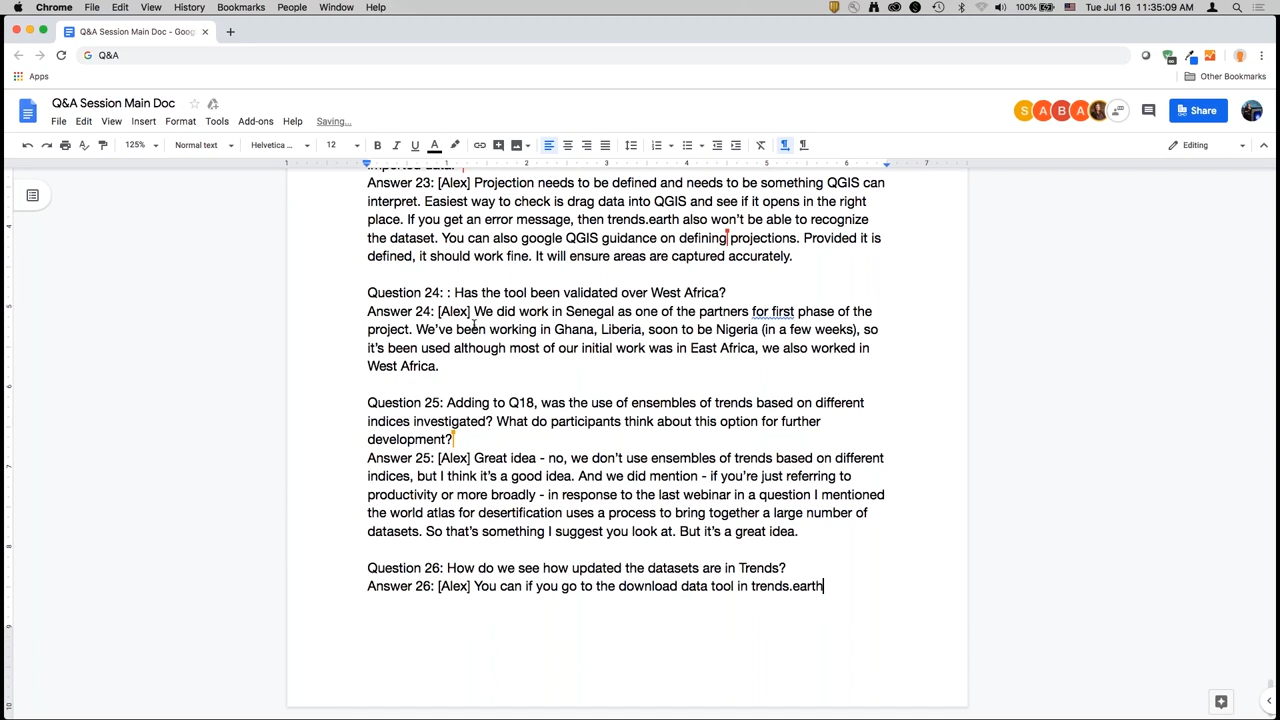 Chrome File Edit View History Bookmarks People Window Help 100% Tue Jul 16 11:35:09 AM
Q&A Session Main Doc - Goog
Q&A
Apps Other Bookmarks
Q&A Session Main Doc
Share
File Edit View Insert Format Tools Add-ons Help Saving...
125% Normal text Helvetica ... 12 Editing
1 1 2 3 4 5 6 7
imported data.
Answer 23: [Alex] Projection needs to be defined and needs to be something QGIS can
interpret. Easiest way to check is drag data into QGIS and see if it opens in the right
place. If you get an error message, then trends.earth also won't be able to recognize
the dataset. You can also google QGIS guidance on defining projections. Provided it is
defined, it should work fine. It will ensure areas are captured accurately.
Question 24: : Has the tool been validated over West Africa?
Answer 24: [Alex] We did work in Senegal as one of the partners for first phase of the
project. We've been working in Ghana, Liberia, soon to be Nigeria (in a few weeks), so
it's been used although most of our initial work was in East Africa, we also worked in
West Africa.
Question 25: Adding to Q18, was the use of ensembles of trends based on different
indices investigated? What do participants think about this option for further
development?
Answer 25: [Alex] Great idea - no, we don't use ensembles of trends based on different
indices, but I think it's a good idea. And we did mention - if you're just referring to
productivity or more broadly - in response to the last webinar in a question I mentioned
the world atlas for desertification uses a process to bring together a large number of
datasets. So that's something I suggest you look at. But it's a great idea.
Question 26: How do we see how updated the datasets are in Trends?
Answer 26: [Alex] You can if you go to the download data tool in trends.earth